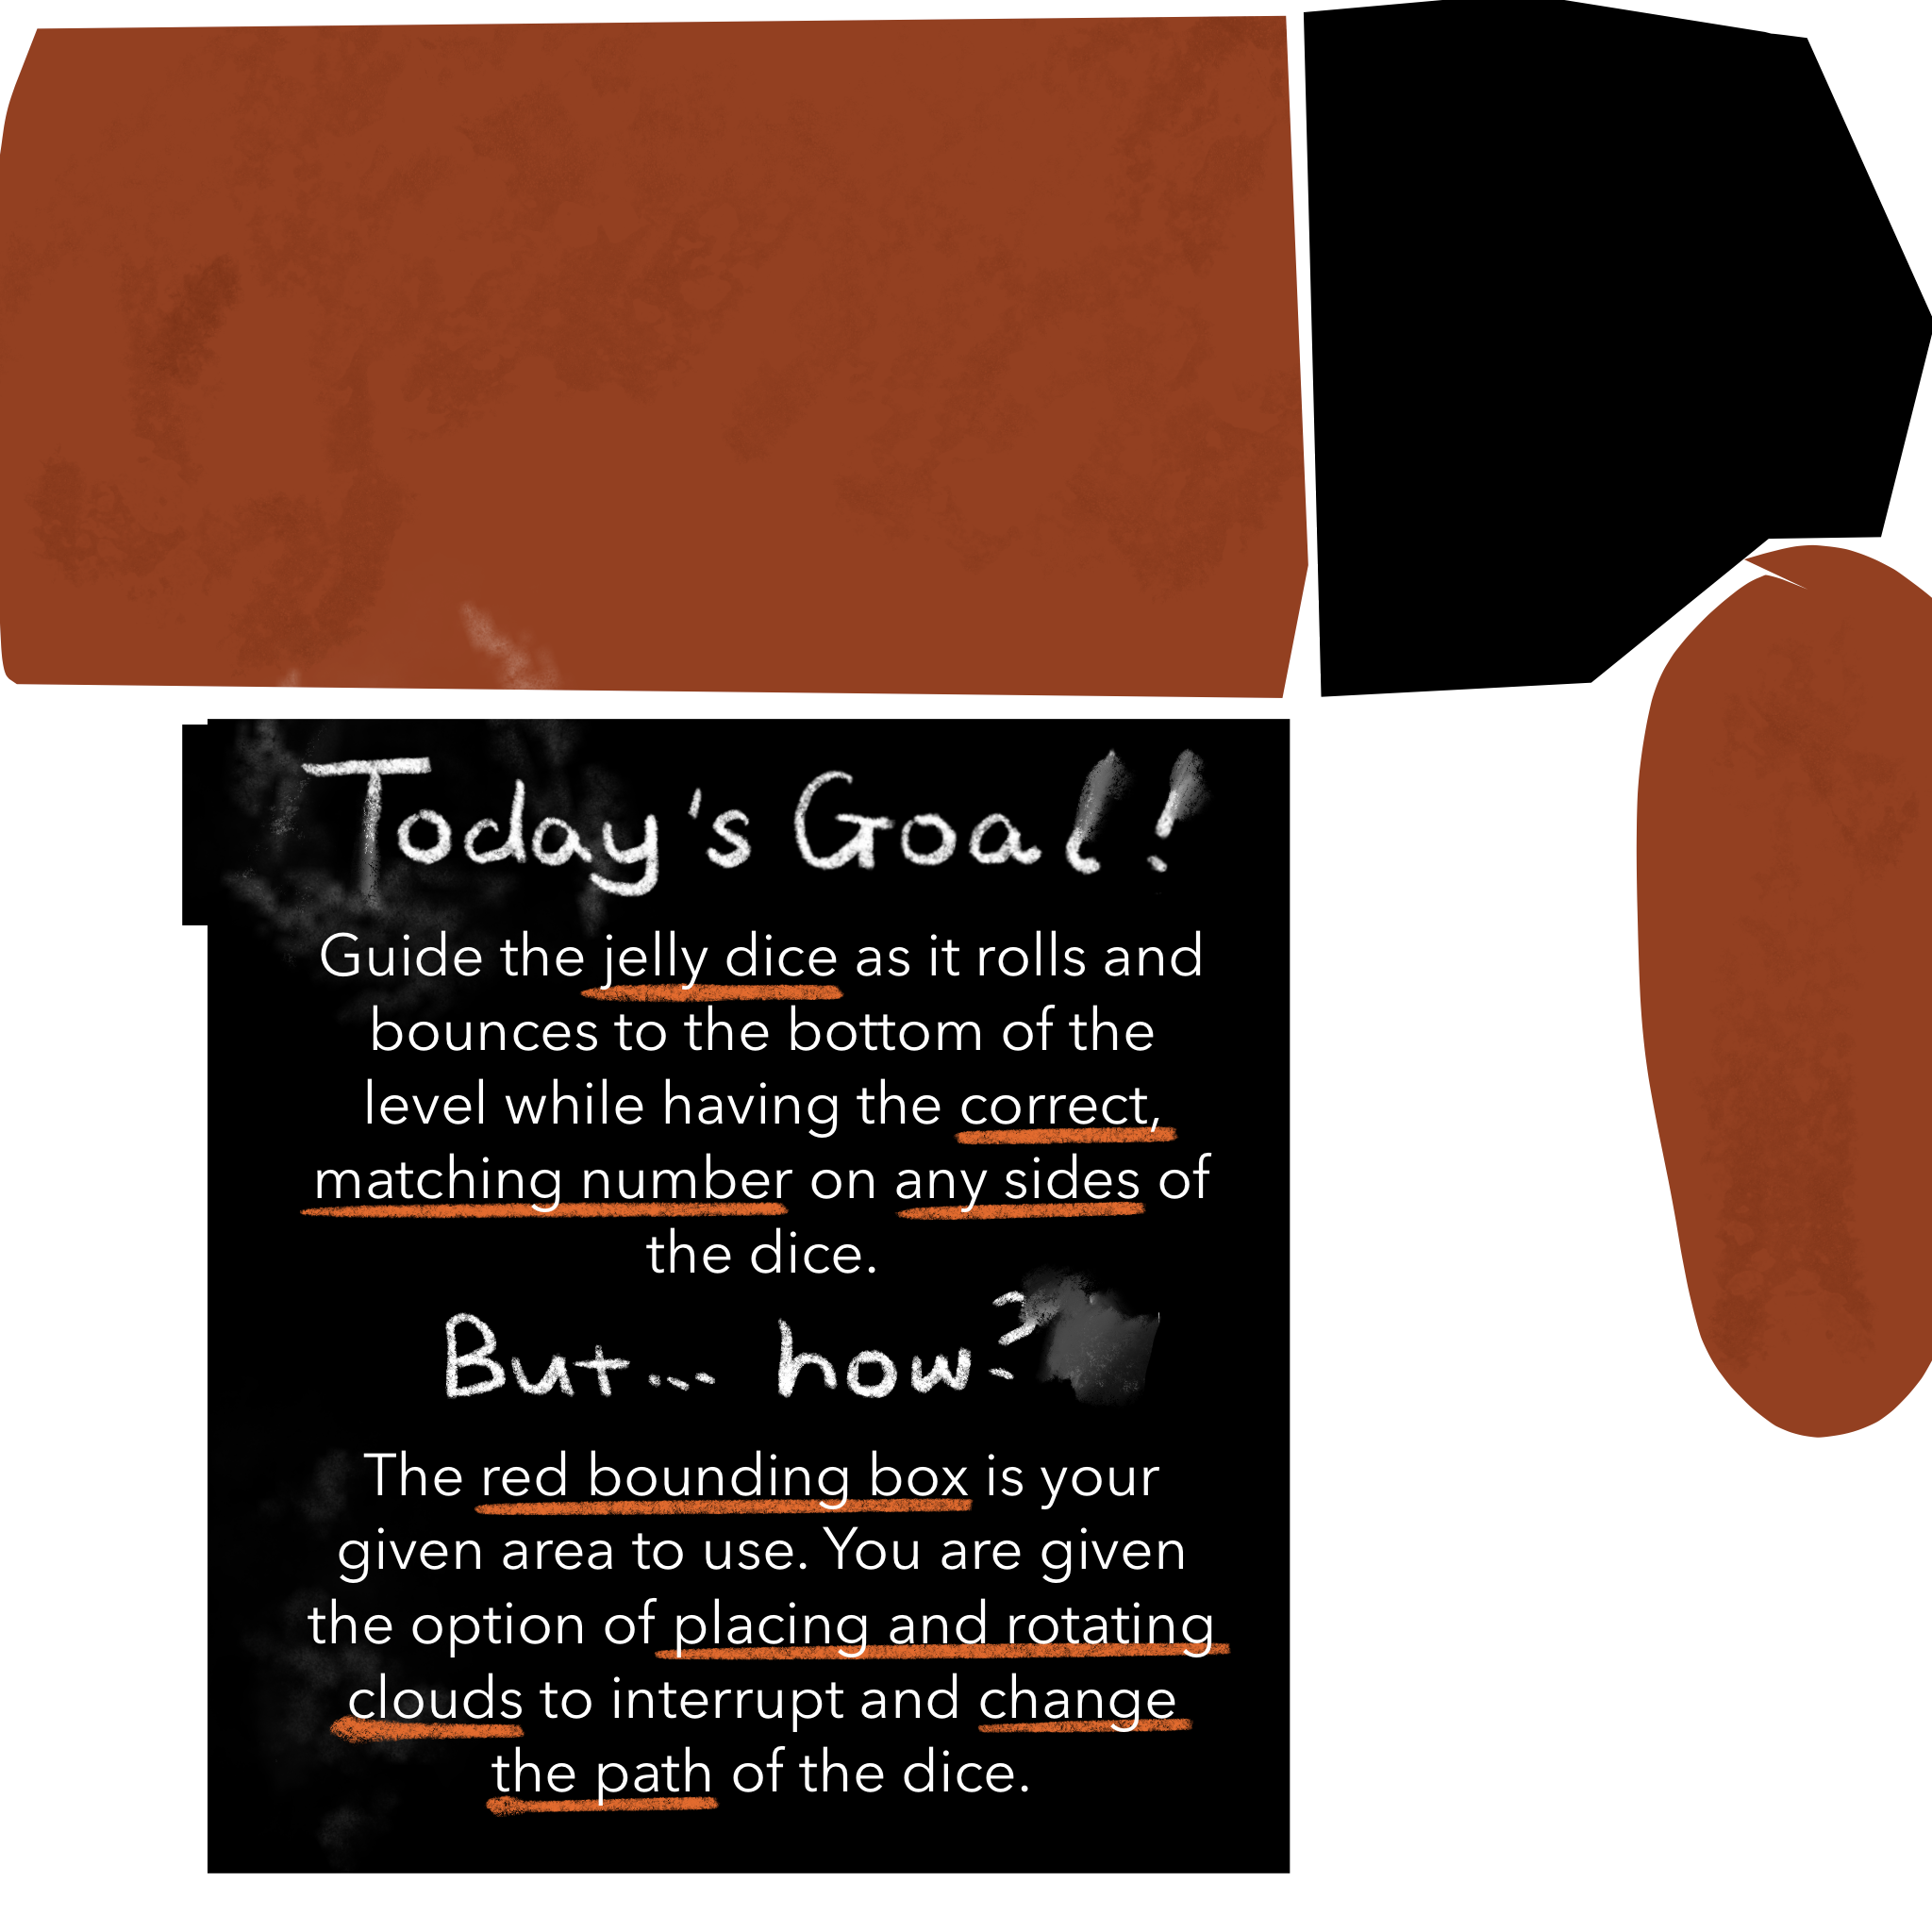 Today's Goal!
Guide the jelly dice as it rolls and
bounces to the bottom of the
level while having the correct,
matching number on any sides of
the dice.
But... how?
The red bounding box is your
given area to use. You are given
the option of placing and rotating
clouds to interrupt and change
the path of the dice.